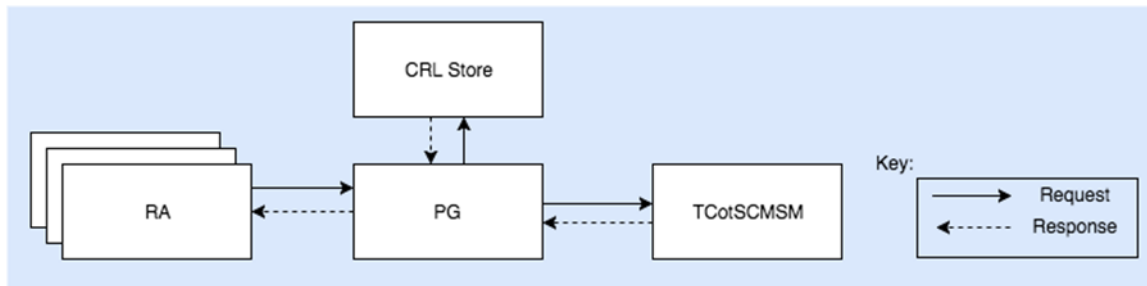 CRL Store
Key:
Request
Response
RA
PG
TCotSCMSM